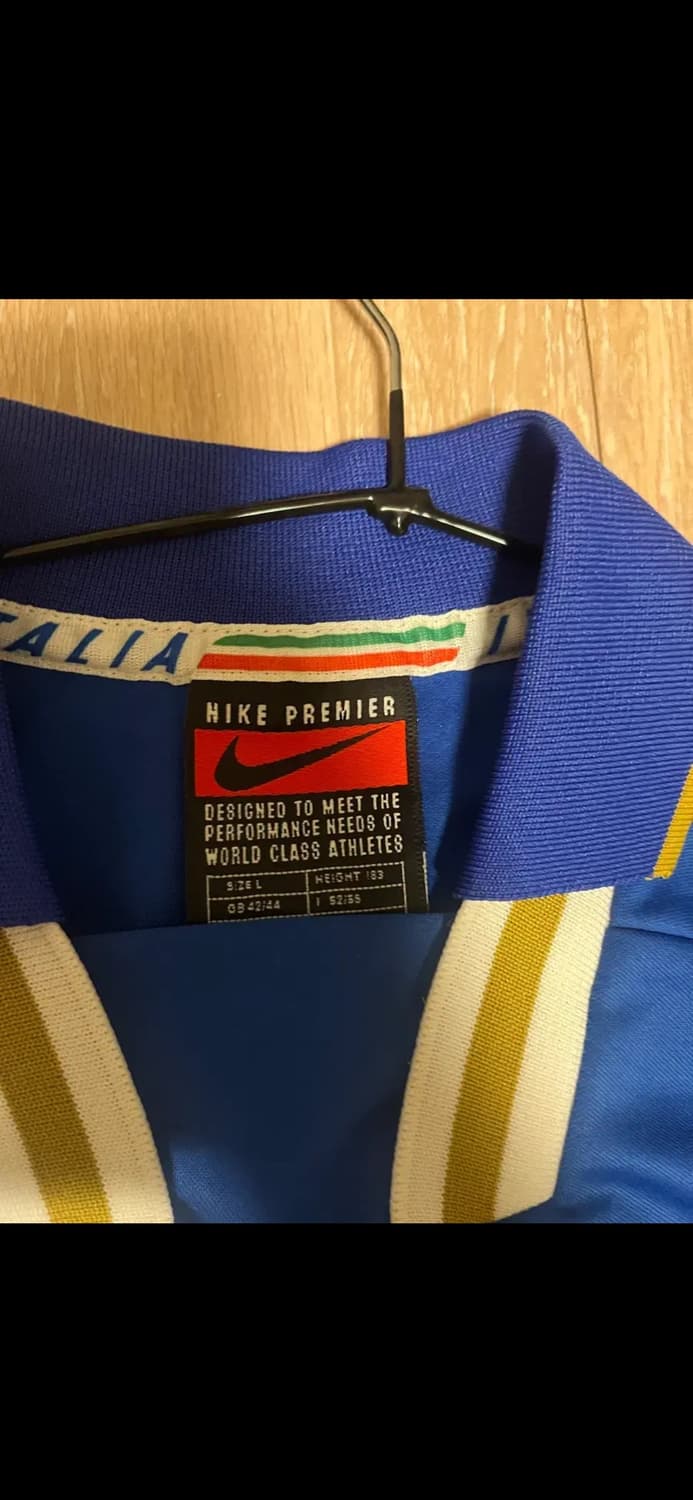 TALIA I
NIKE PREMIER
DESIGNED TO MEET THE
PERFORMANCE NEEDS OF
WORLD CLASS ATHLETES
SIZE L HEIGHT 183
GB 42/44 I 52/55